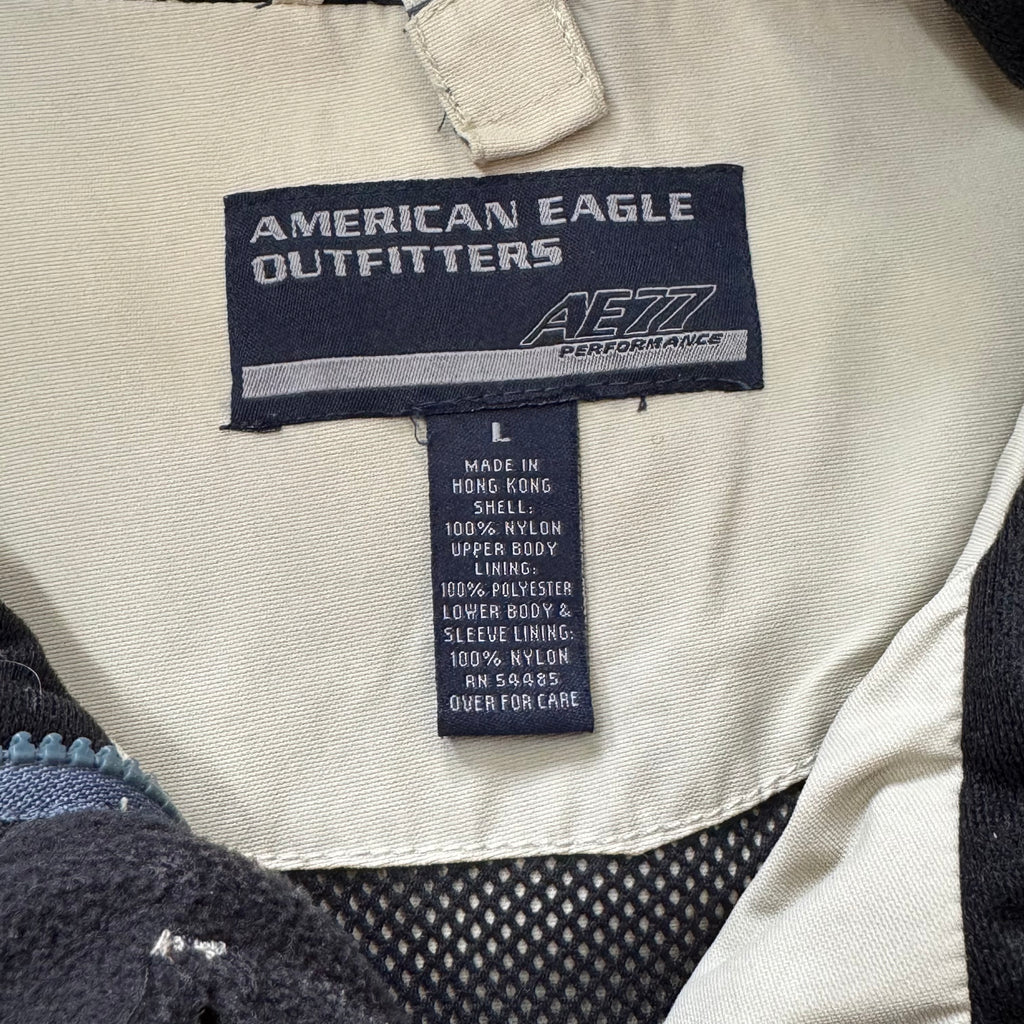 AMERICAN EAGLE
OUTFITTERS
AE77
PERFORMANCE
L
MADE IN
HONG KONG
SHELL:
100% NYLON
UPPER BODY
LINING:
100% POLYESTER
LOWER BODY &
SLEEVE LINING:
100% NYLON
RN 54485
OVER FOR CARE